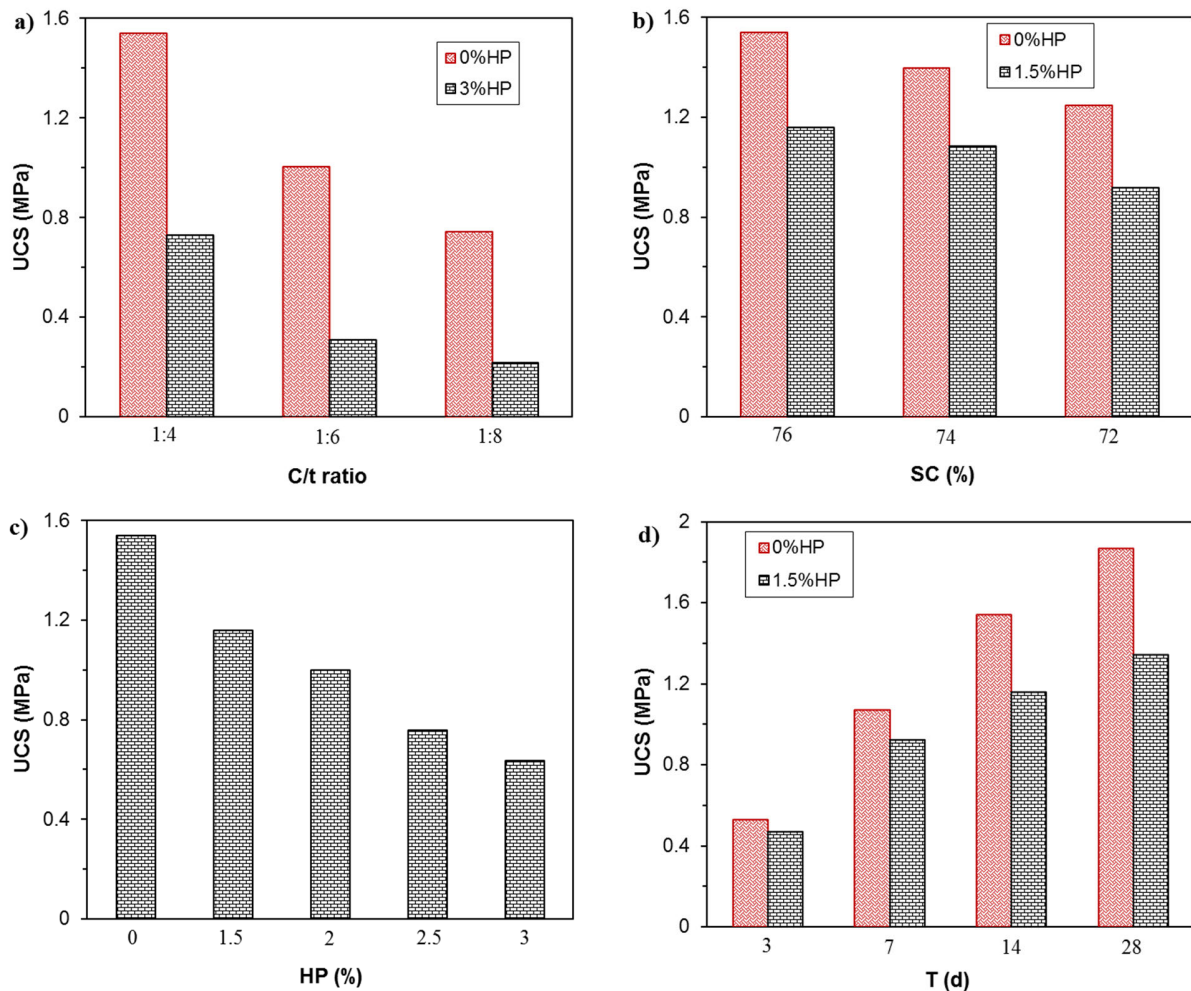 a)
1.6
1.2
0.8
0.4
0
UCS (MPa)
0%HP
3%HP
1:4 1:6 1:8
C/t ratio
b)
1.6
1.2
0.8
0.4
0
UCS (MPa)
0%HP
1.5%HP
76 74 72
SC (%)
c)
1.6
1.2
0.8
0.4
0
UCS (MPa)
0 1.5 2 2.5 3
HP (%)
d)
2
1.6
1.2
0.8
0.4
0
UCS (MPa)
0%HP
1.5%HP
3 7 14 28
T (d)